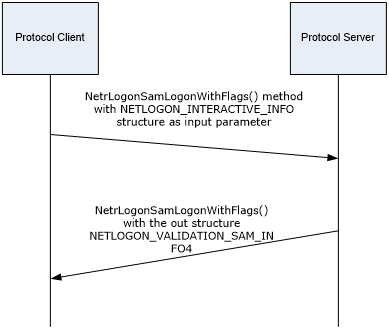 Protocol Client
Protocol Server
NetrLogonSamLogonWithFlags() method
with NETLOGON_INTERACTIVE_INFO
structure as input parameter
NetrLogonSamLogonWithFlags()
with the out structure
NETLOGON_VALIDATION_SAM_IN
FO4